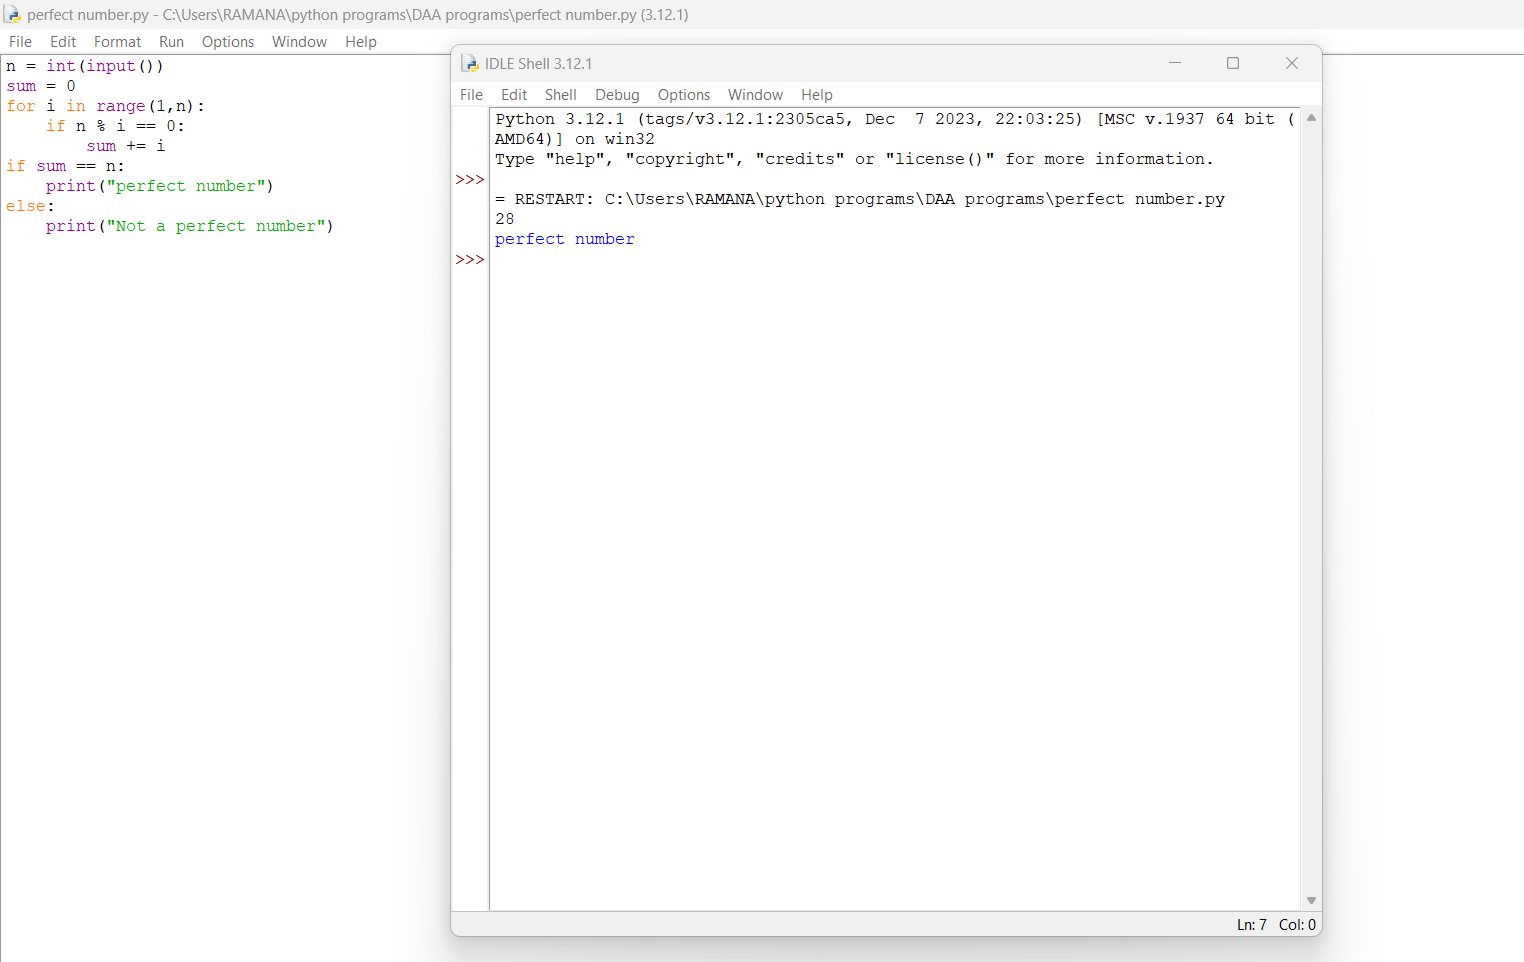 perfect number.py - C:\Users\RAMANA\python programs\DAA programs\perfect number.py (3.12.1)
File Edit Format Run Options Window Help
n = int(input())
sum = 0
for i in range(1,n):
    if n % i == 0:
        sum += i
if sum == n:
    print("perfect number")
else:
    print("Not a perfect number")
IDLE Shell 3.12.1
File Edit Shell Debug Options Window Help
Python 3.12.1 (tags/v3.12.1:2305ca5, Dec  7 2023, 22:03:25) [MSC v.1937 64 bit (
AMD64)] on win32
Type "help", "copyright", "credits" or "license()" for more information.
>>>
= RESTART: C:\Users\RAMANA\python programs\DAA programs\perfect number.py
28
perfect number
>>>
Ln: 7 Col: 0